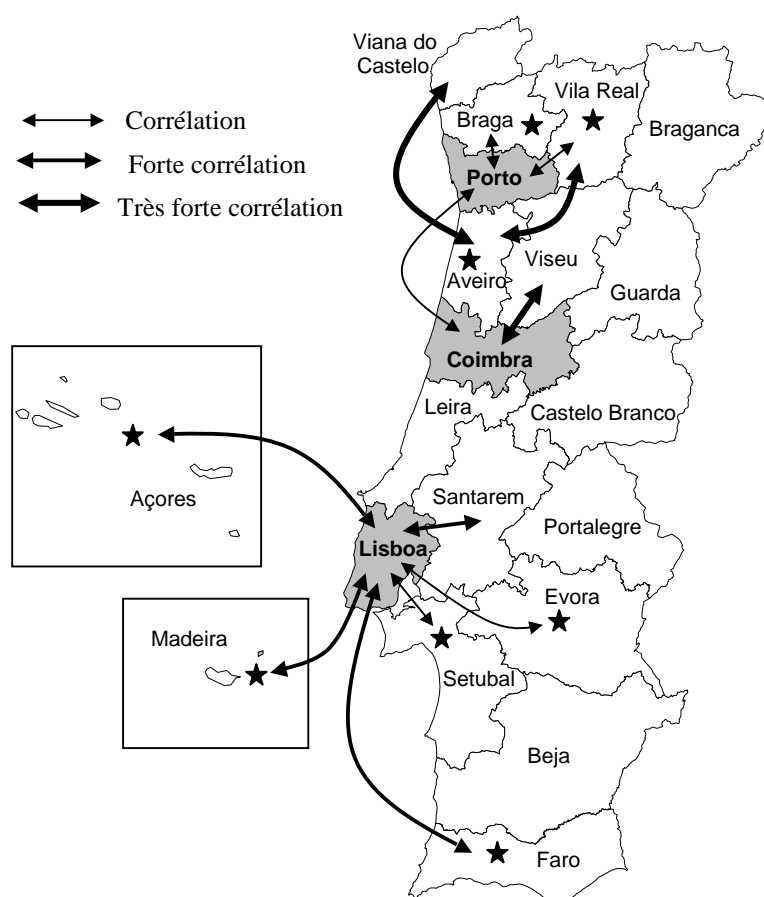 Viana do
Castelo
Vila Real
Corrélation
Braga
Braganca
Forte corrélation
Porto
Très forte corrélation
Viseu
Aveiro
Guarda
Coimbra
Leira
Castelo Branco
Açores
Santarem
Portalegre
Lisboa
Evora
Madeira
Setubal
Beja
Faro